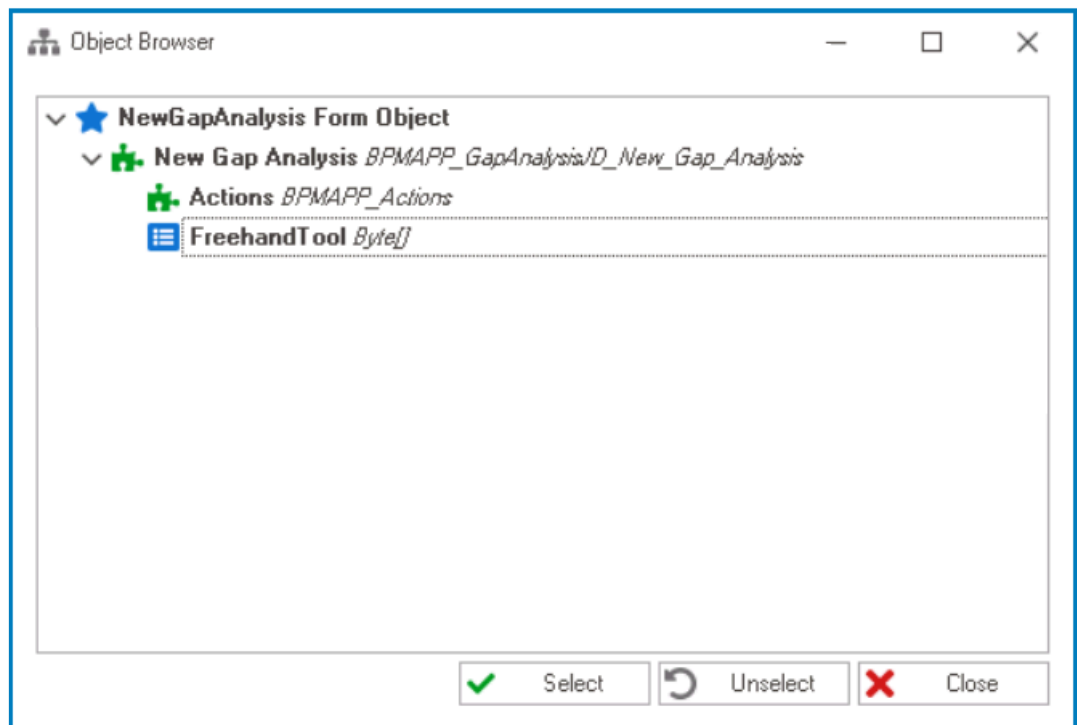 Object Browser
NewGapAnalysis Form Object
New Gap Analysis BPMAPP_GapAnalysisJD_New_Gap_Analysis
Actions BPMAPP_Actions
FreehandTool Byte[]
Select Unselect Close